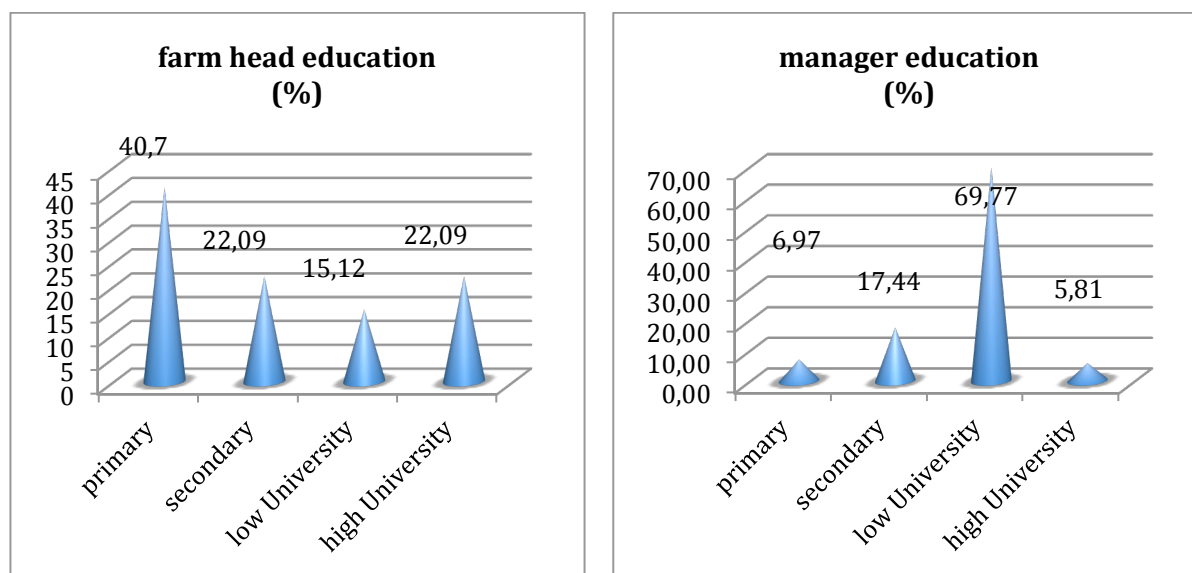 farm head education
(%)
40,7
45
40
35
30
25
20
15
10
5
0
22,09
15,12
22,09
primary
secondary
low University
high University
manager education
(%)
70,00
60,00
50,00
40,00
30,00
20,00
10,00
0,00
6,97
17,44
69,77
5,81
primary
secondary
low University
high University